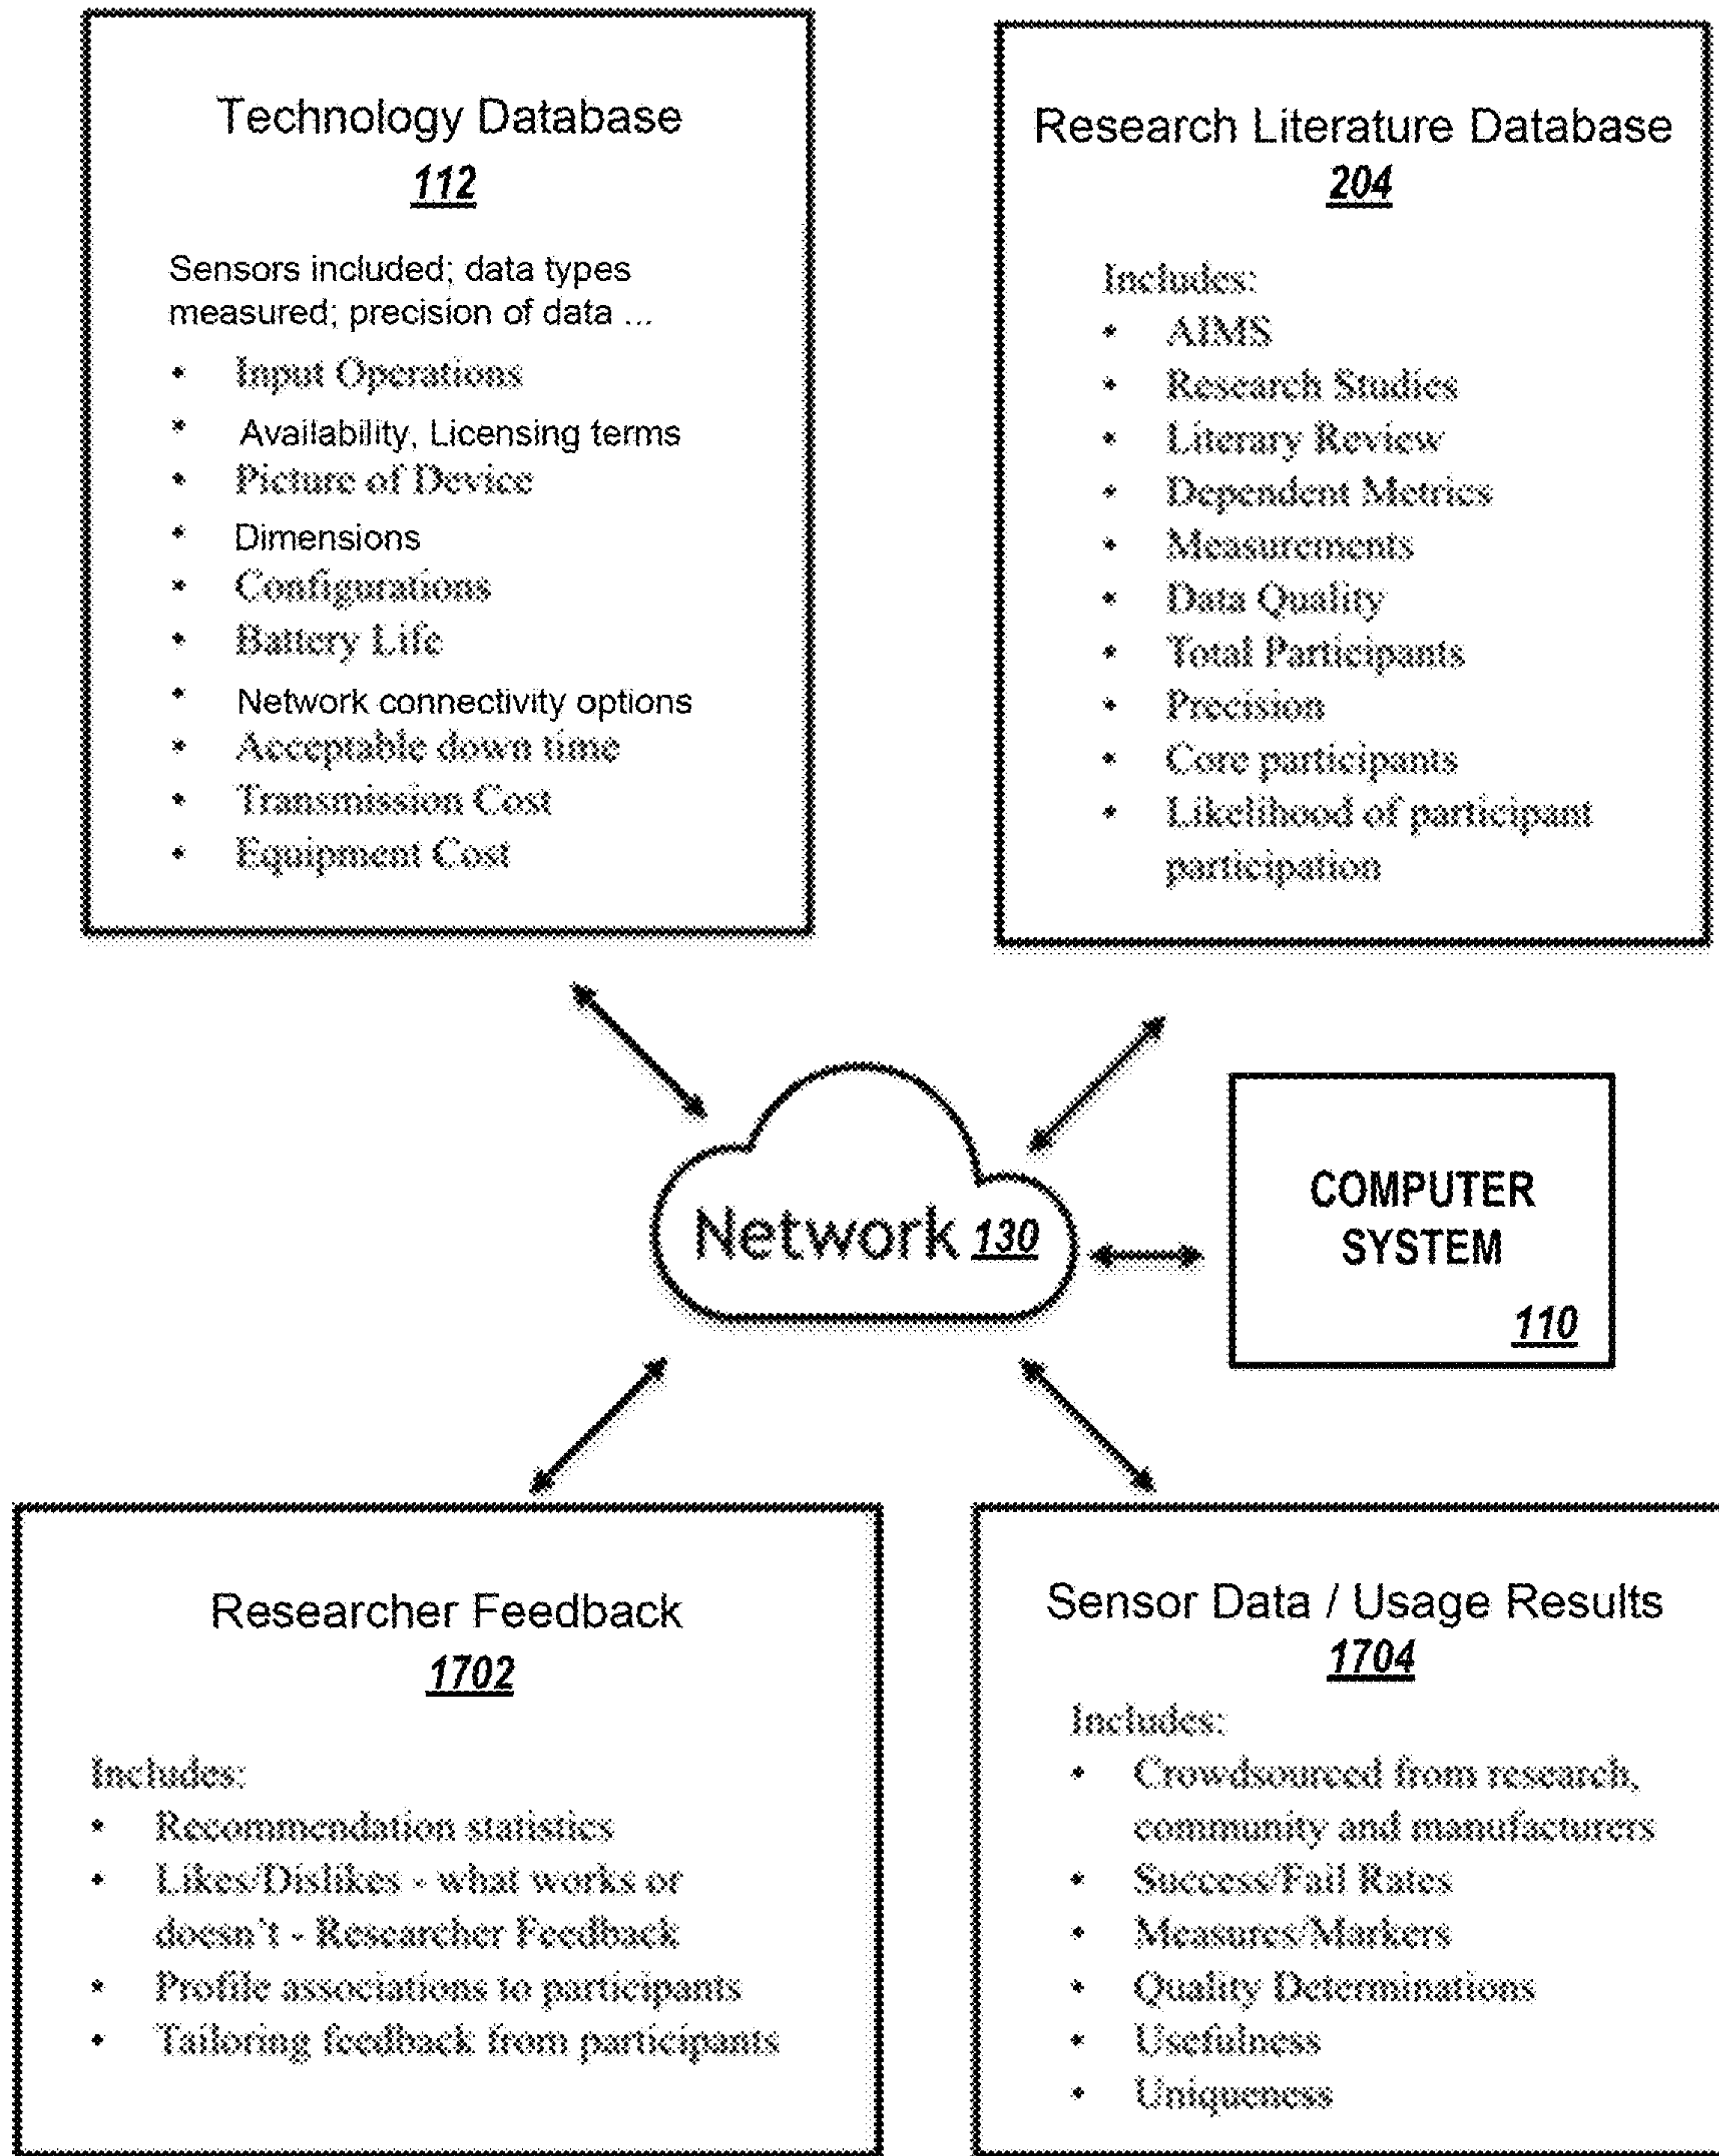 Technology Database
112
Sensors included; data types
measured; precision of data ...
• Input Operations
• Availability, Licensing terms
• Picture of Device
• Dimensions
• Configurations
• Battery Life
• Network connectivity options
• Acceptable down time
• Transmission Cost
• Equipment Cost
Research Literature Database
204
Includes:
• AIMS
• Research Studies
• Literary Review
• Dependent Metrics
• Measurements
• Data Quality
• Total Participants
• Precision
• Core participants
• Likelihood of participant
participation
Network 130
COMPUTER
SYSTEM
110
Researcher Feedback
1702
Includes:
• Recommendation statistics
• Likes/Dislikes - what works or
doesn't - Researcher Feedback
• Profile associations to participants
• Tailoring feedback from participants
Sensor Data / Usage Results
1704
Includes:
• Crowdsourced from research,
community and manufacturers
• Success/Fail Rates
• Measures/Markers
• Quality Determinations
• Usefulness
• Uniqueness